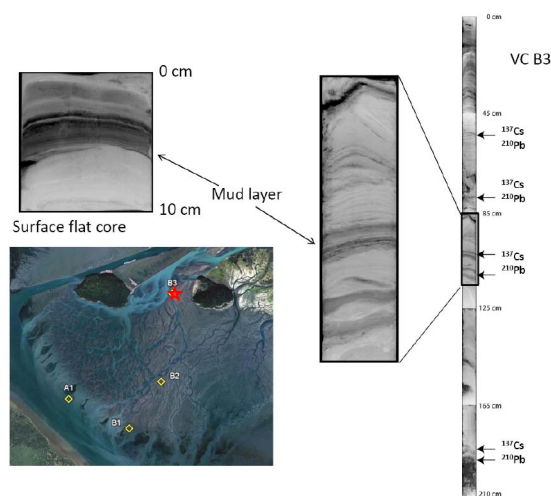 0 cm
VC B3
0 cm
45 cm
¹³⁷Cs
²¹⁰Pb
Mud layer
¹³⁷Cs
²¹⁰Pb
10 cm
85 cm
Surface flat core
¹³⁷Cs
²¹⁰Pb
B3
125 cm
B2
A1
B1
165 cm
¹³⁷Cs
²¹⁰Pb
210 cm